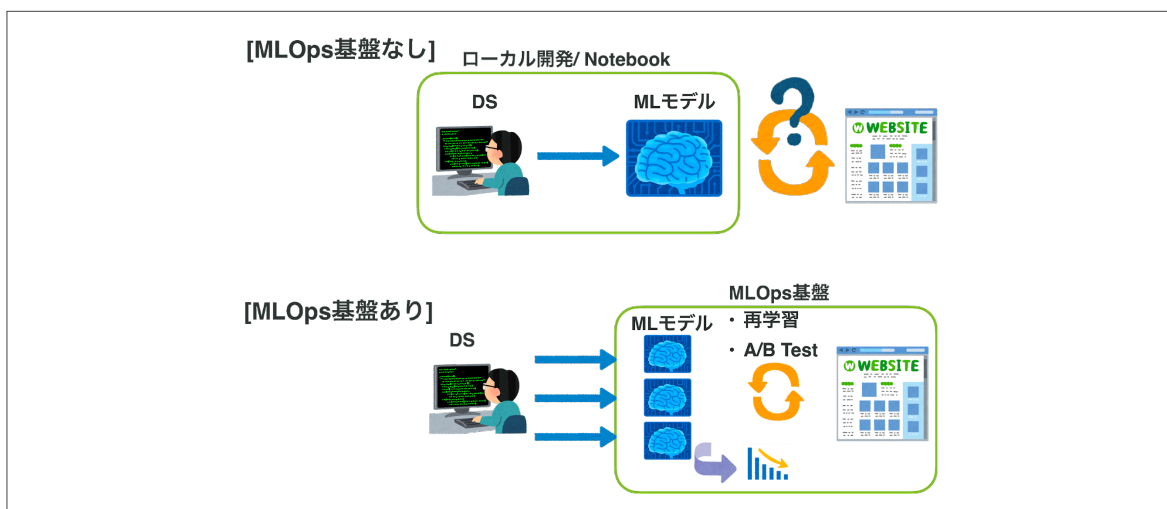 [MLOps基盤なし]
ローカル開発/ Notebook
DS
MLモデル
?
W WEBSITE
[MLOps基盤あり]
DS
MLモデル
MLOps基盤
・ 再学習
・ A/B Test
W WEBSITE